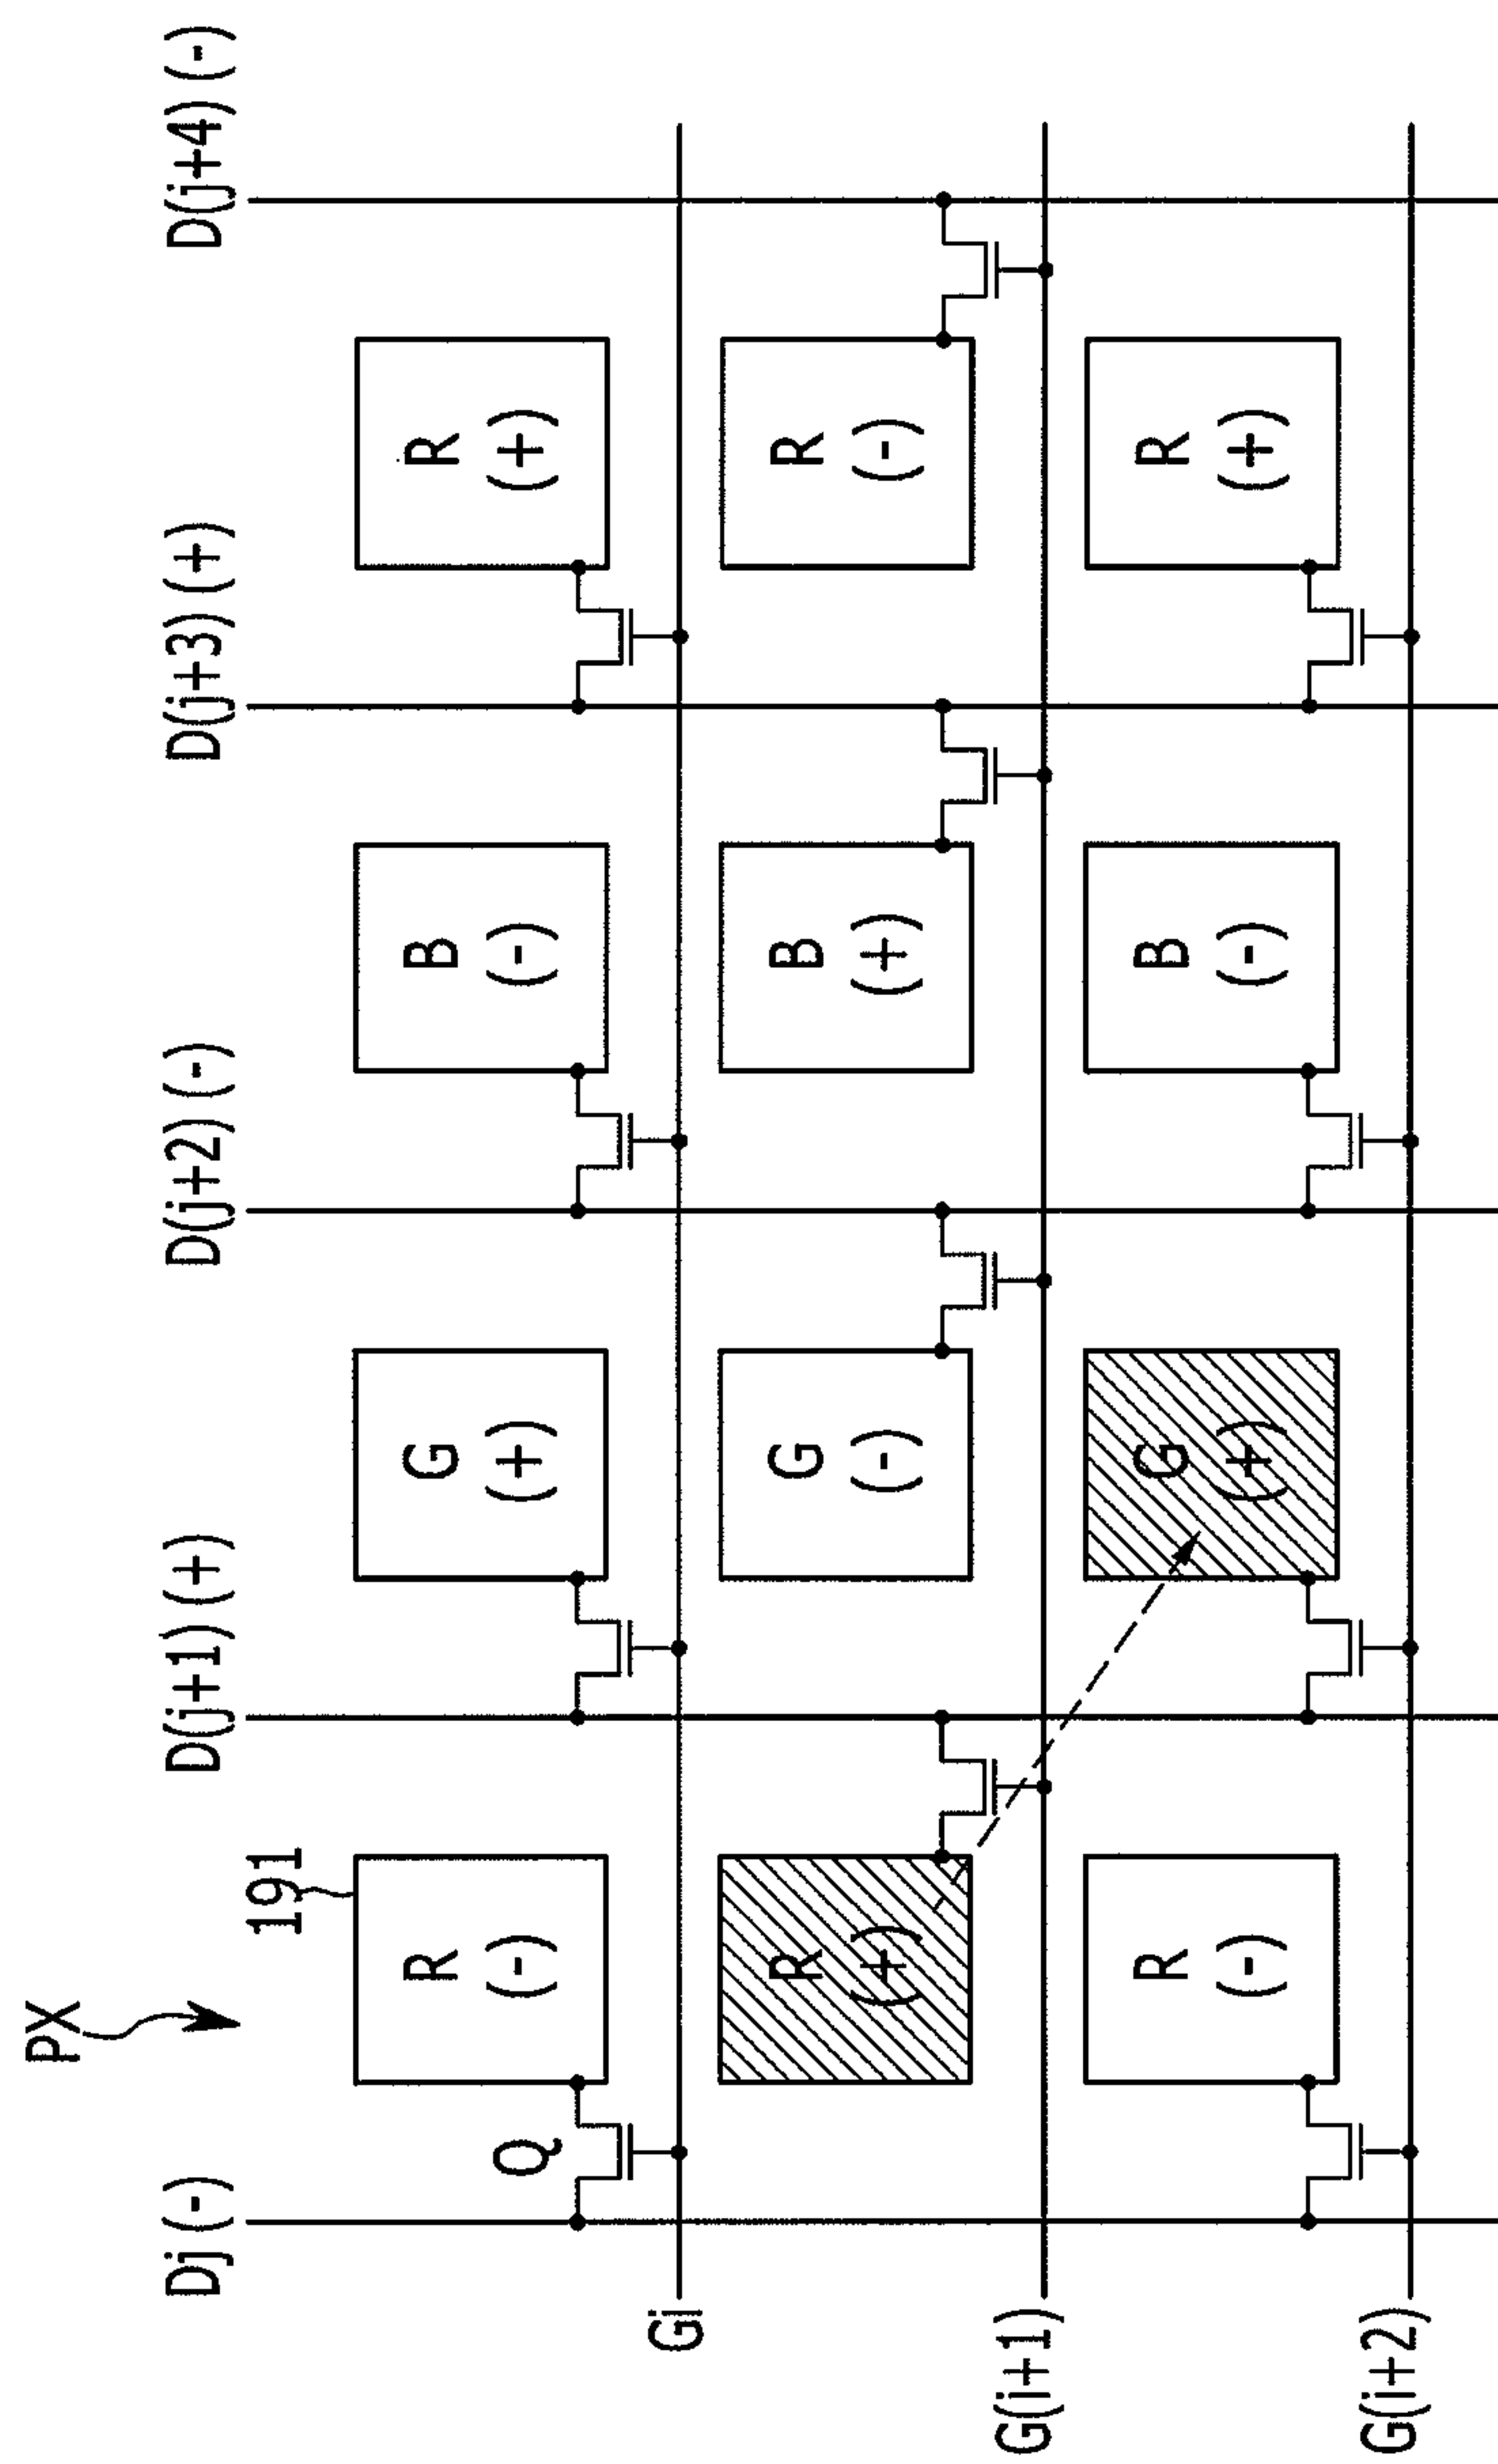 PX
191
Dj (-)
D(j+1) (+)
D(j+2) (-)
D(j+3) (+)
D(j+4) (-)
Q
R
(-)
G
(+)
B
(-)
R
(+)
Gi
R
(+)
G
(-)
B
(+)
R
(-)
G(i+1)
R
(-)
G
(+)
B
(-)
R
(+)
G(i+2)